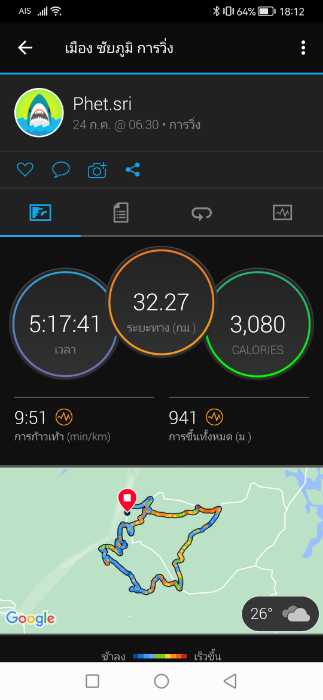 AIS 64% 18:12
เมือง ชัยภูมิ การวิ่ง
Phet.sri
24 ก.ค. @ 06.30 • การวิ่ง
5:17:41
เวลา
32.27
ระยะทาง (กม.)
3,080
CALORIES
9:51
การก้าวเท้า (min/km)
941
การขึ้นทั้งหมด (ม.)
Google
26°
ช้าลง เร็วขึ้น